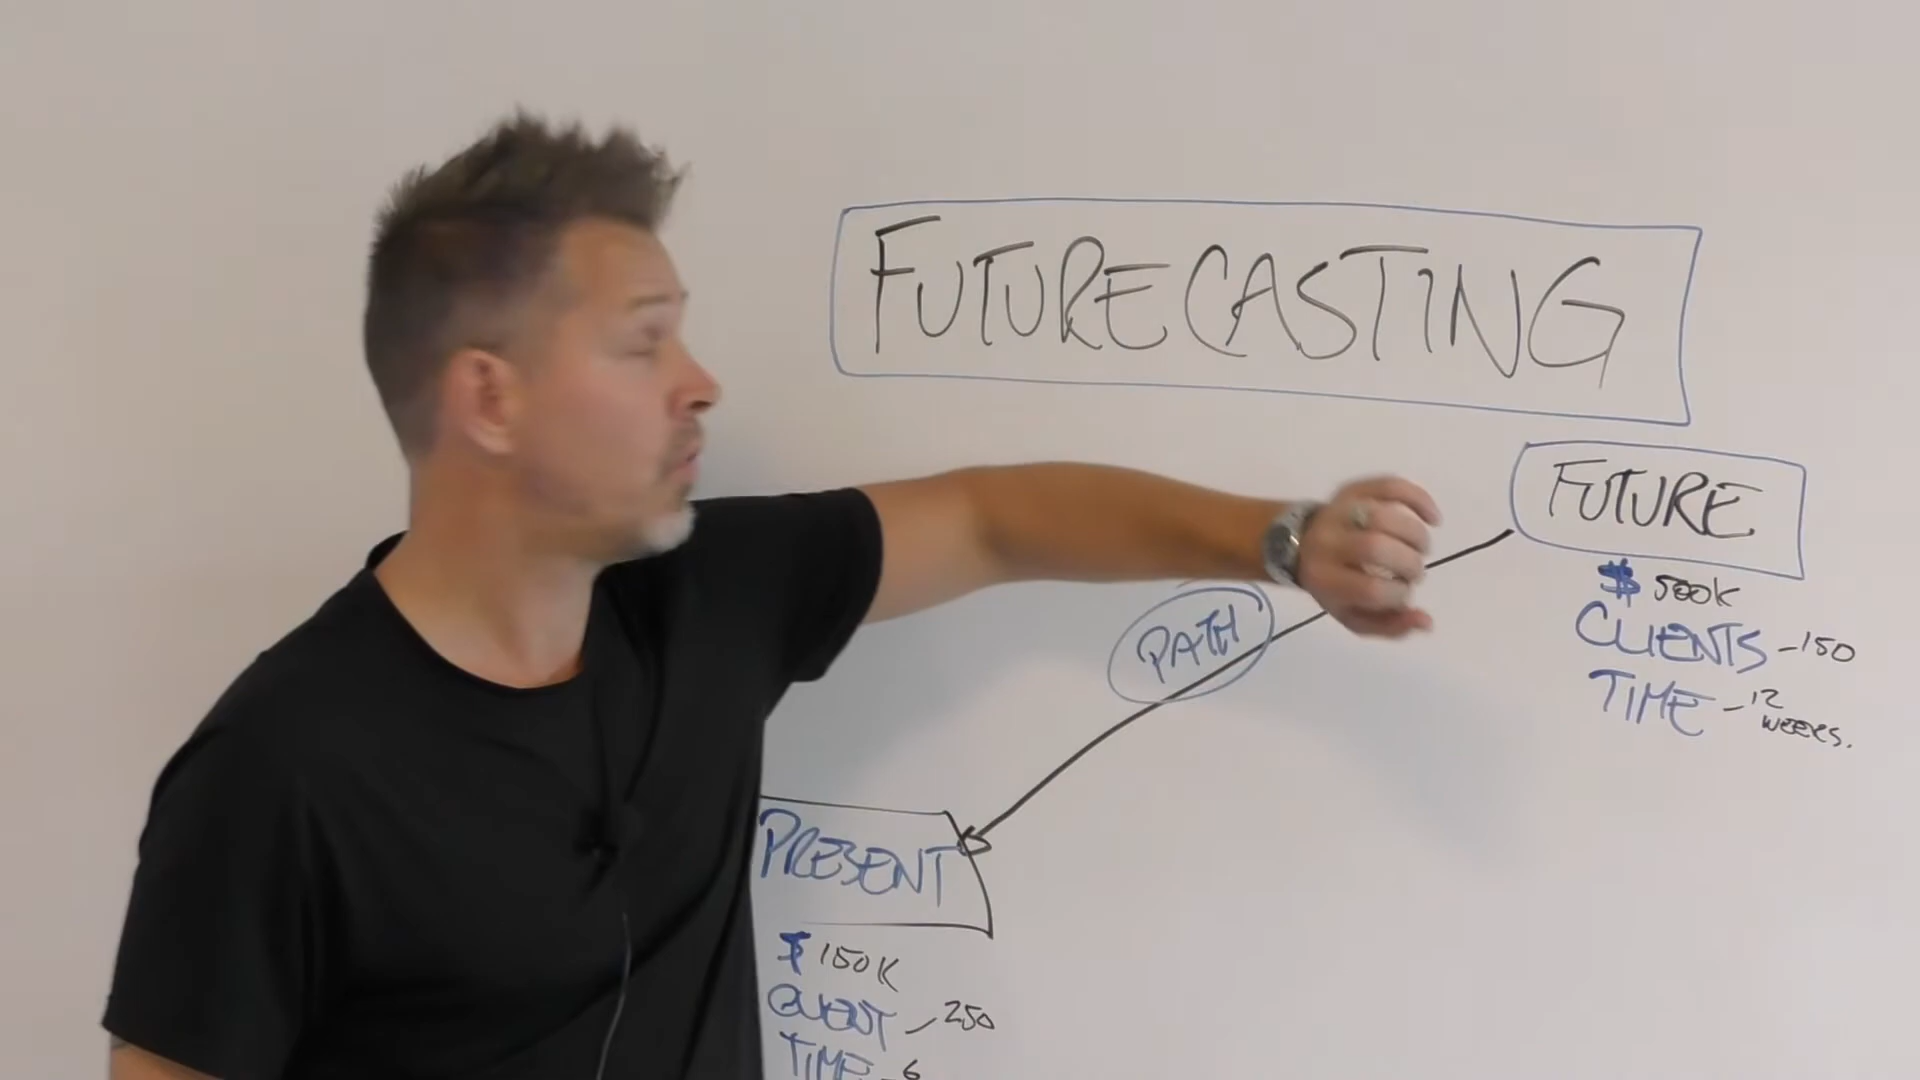 FUTURECASTING
FUTURE
$ 500K
CLIENTS - 150
TIME - 12 WEEKS.
PATH
PRESENT
$ 150K
CLIENT - 250
TIME - 6